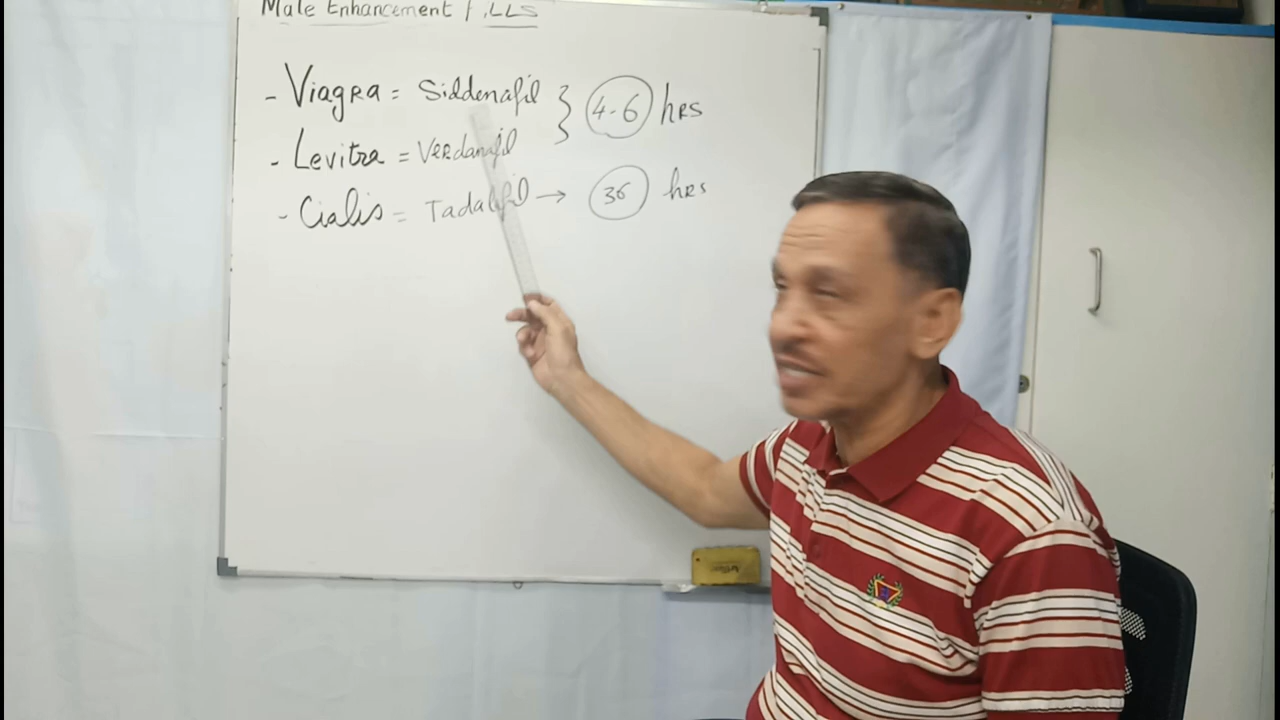 Male Enhancement PILLS
- Viagra = Sildenafil } 4-6 hrs
- Levitra = Verdanafil
- Cialis = Tadalafil → 36 hrs